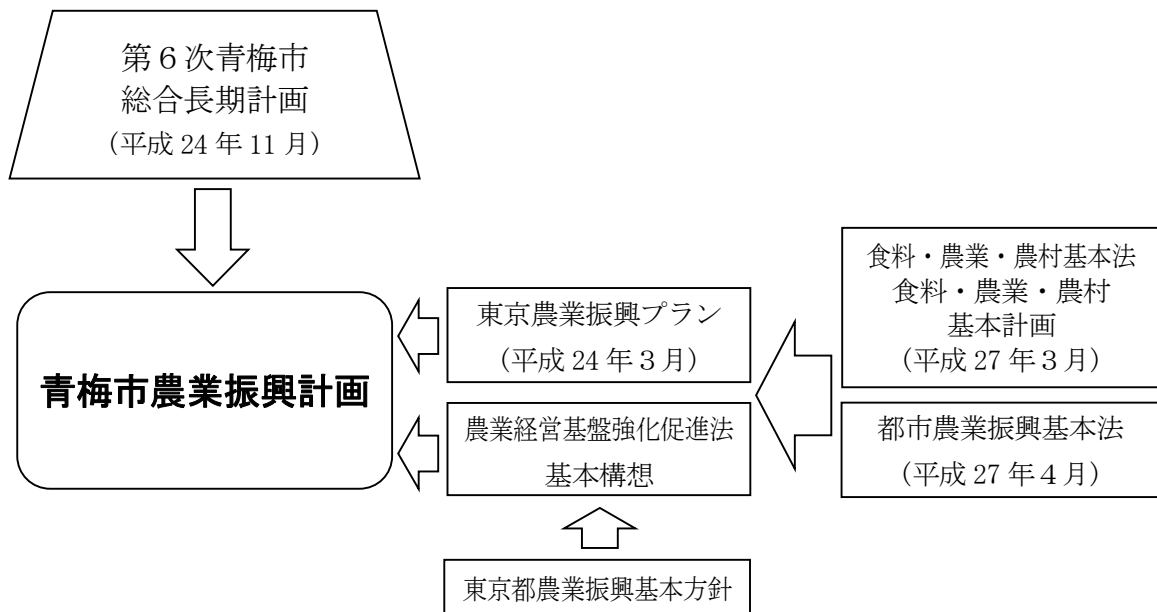 第６次青梅市
総合長期計画
（平成 24 年 11 月）
青梅市農業振興計画
東京農業振興プラン
（平成 24 年３月）
農業経営基盤強化促進法
基本構想
東京都農業振興基本方針
食料・農業・農村基本法
食料・農業・農村
基本計画
（平成 27 年３月）
都市農業振興基本法
（平成 27 年４月）